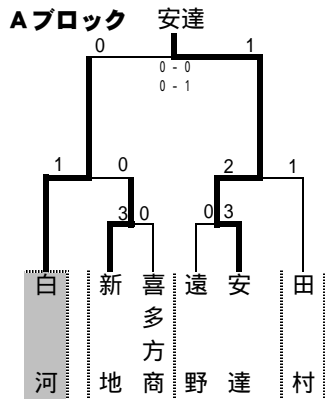 Aブロック
安達
0 1
0 - 0
0 - 1
1 0 2 1
3 0 0 3
白河
新地
喜多方商
遠野
安達
田村